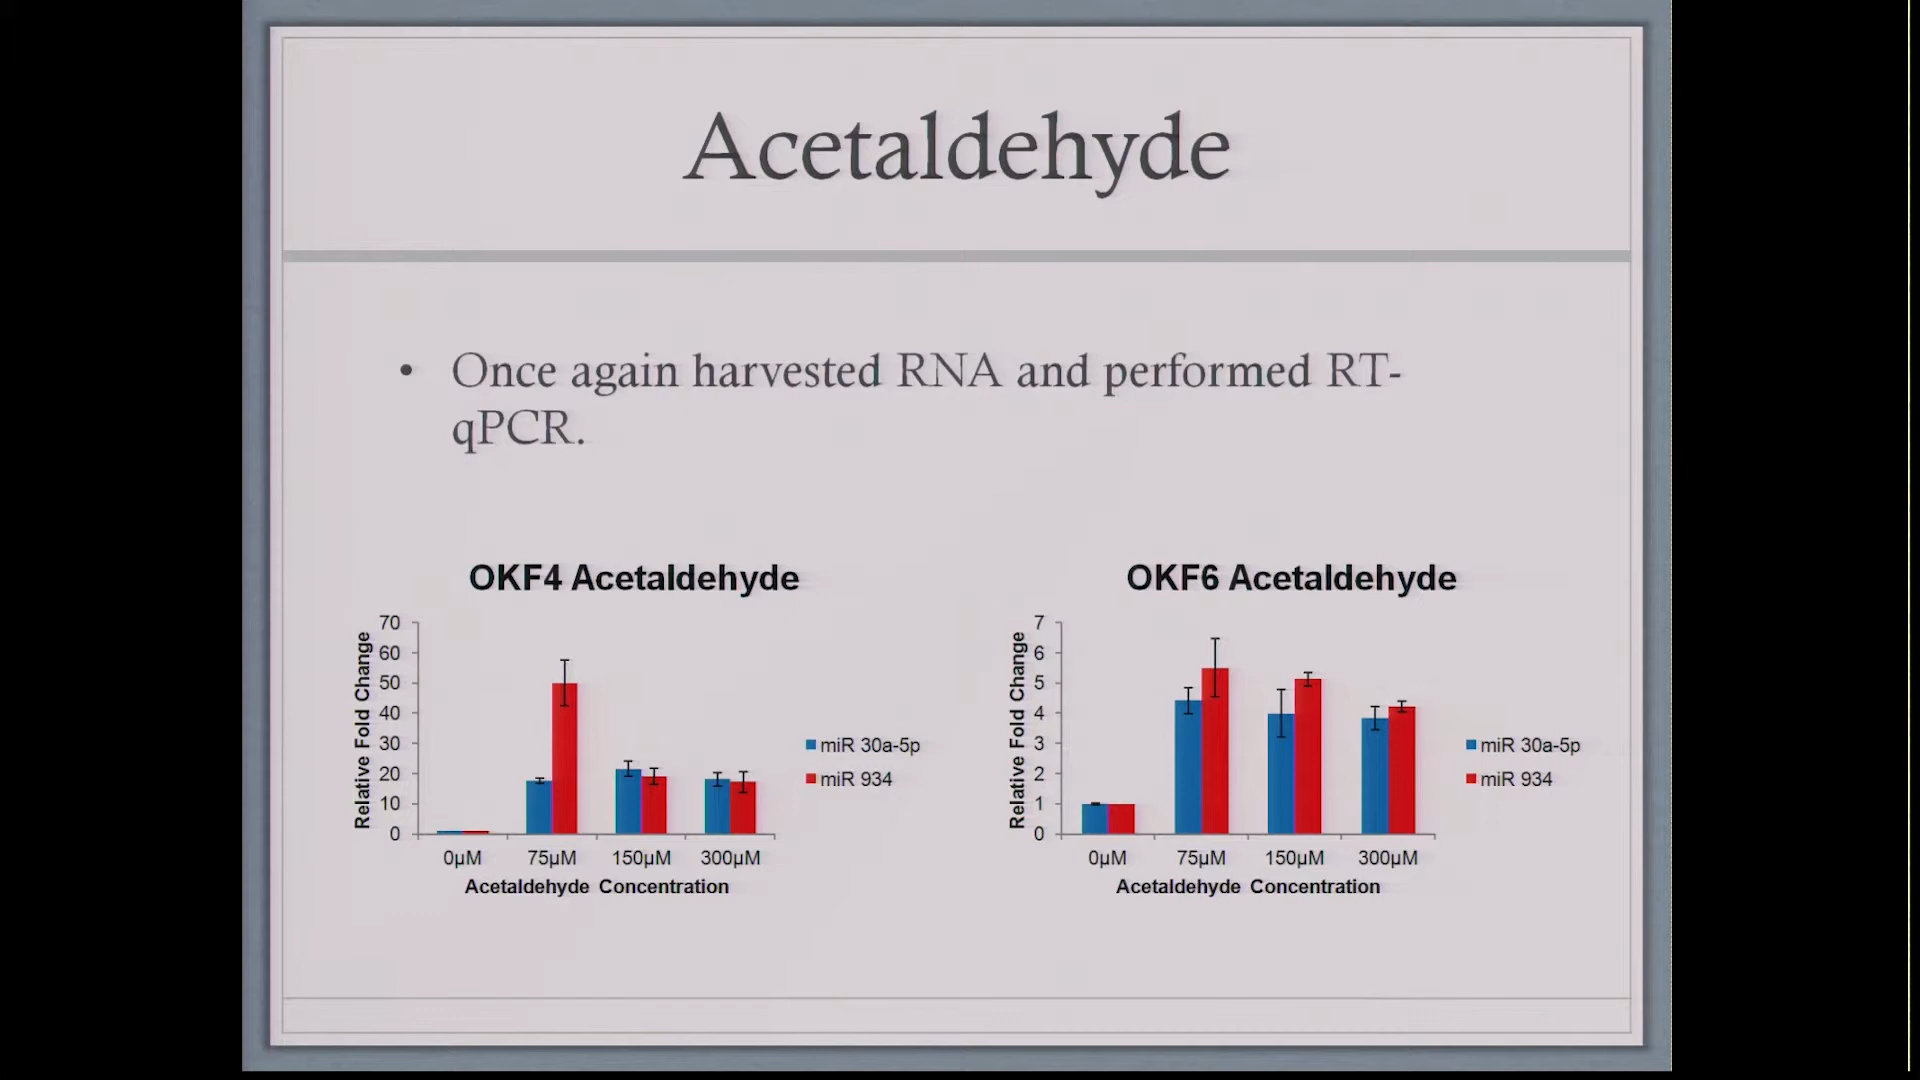 Acetaldehyde
• Once again harvested RNA and performed RT-
qPCR.
OKF4 Acetaldehyde
Relative Fold Change
70
60
50
40
30
20
10
0
0µM 75µM 150µM 300µM
Acetaldehyde Concentration
miR 30a-5p
miR 934
OKF6 Acetaldehyde
Relative Fold Change
7
6
5
4
3
2
1
0
0µM 75µM 150µM 300µM
Acetaldehyde Concentration
miR 30a-5p
miR 934